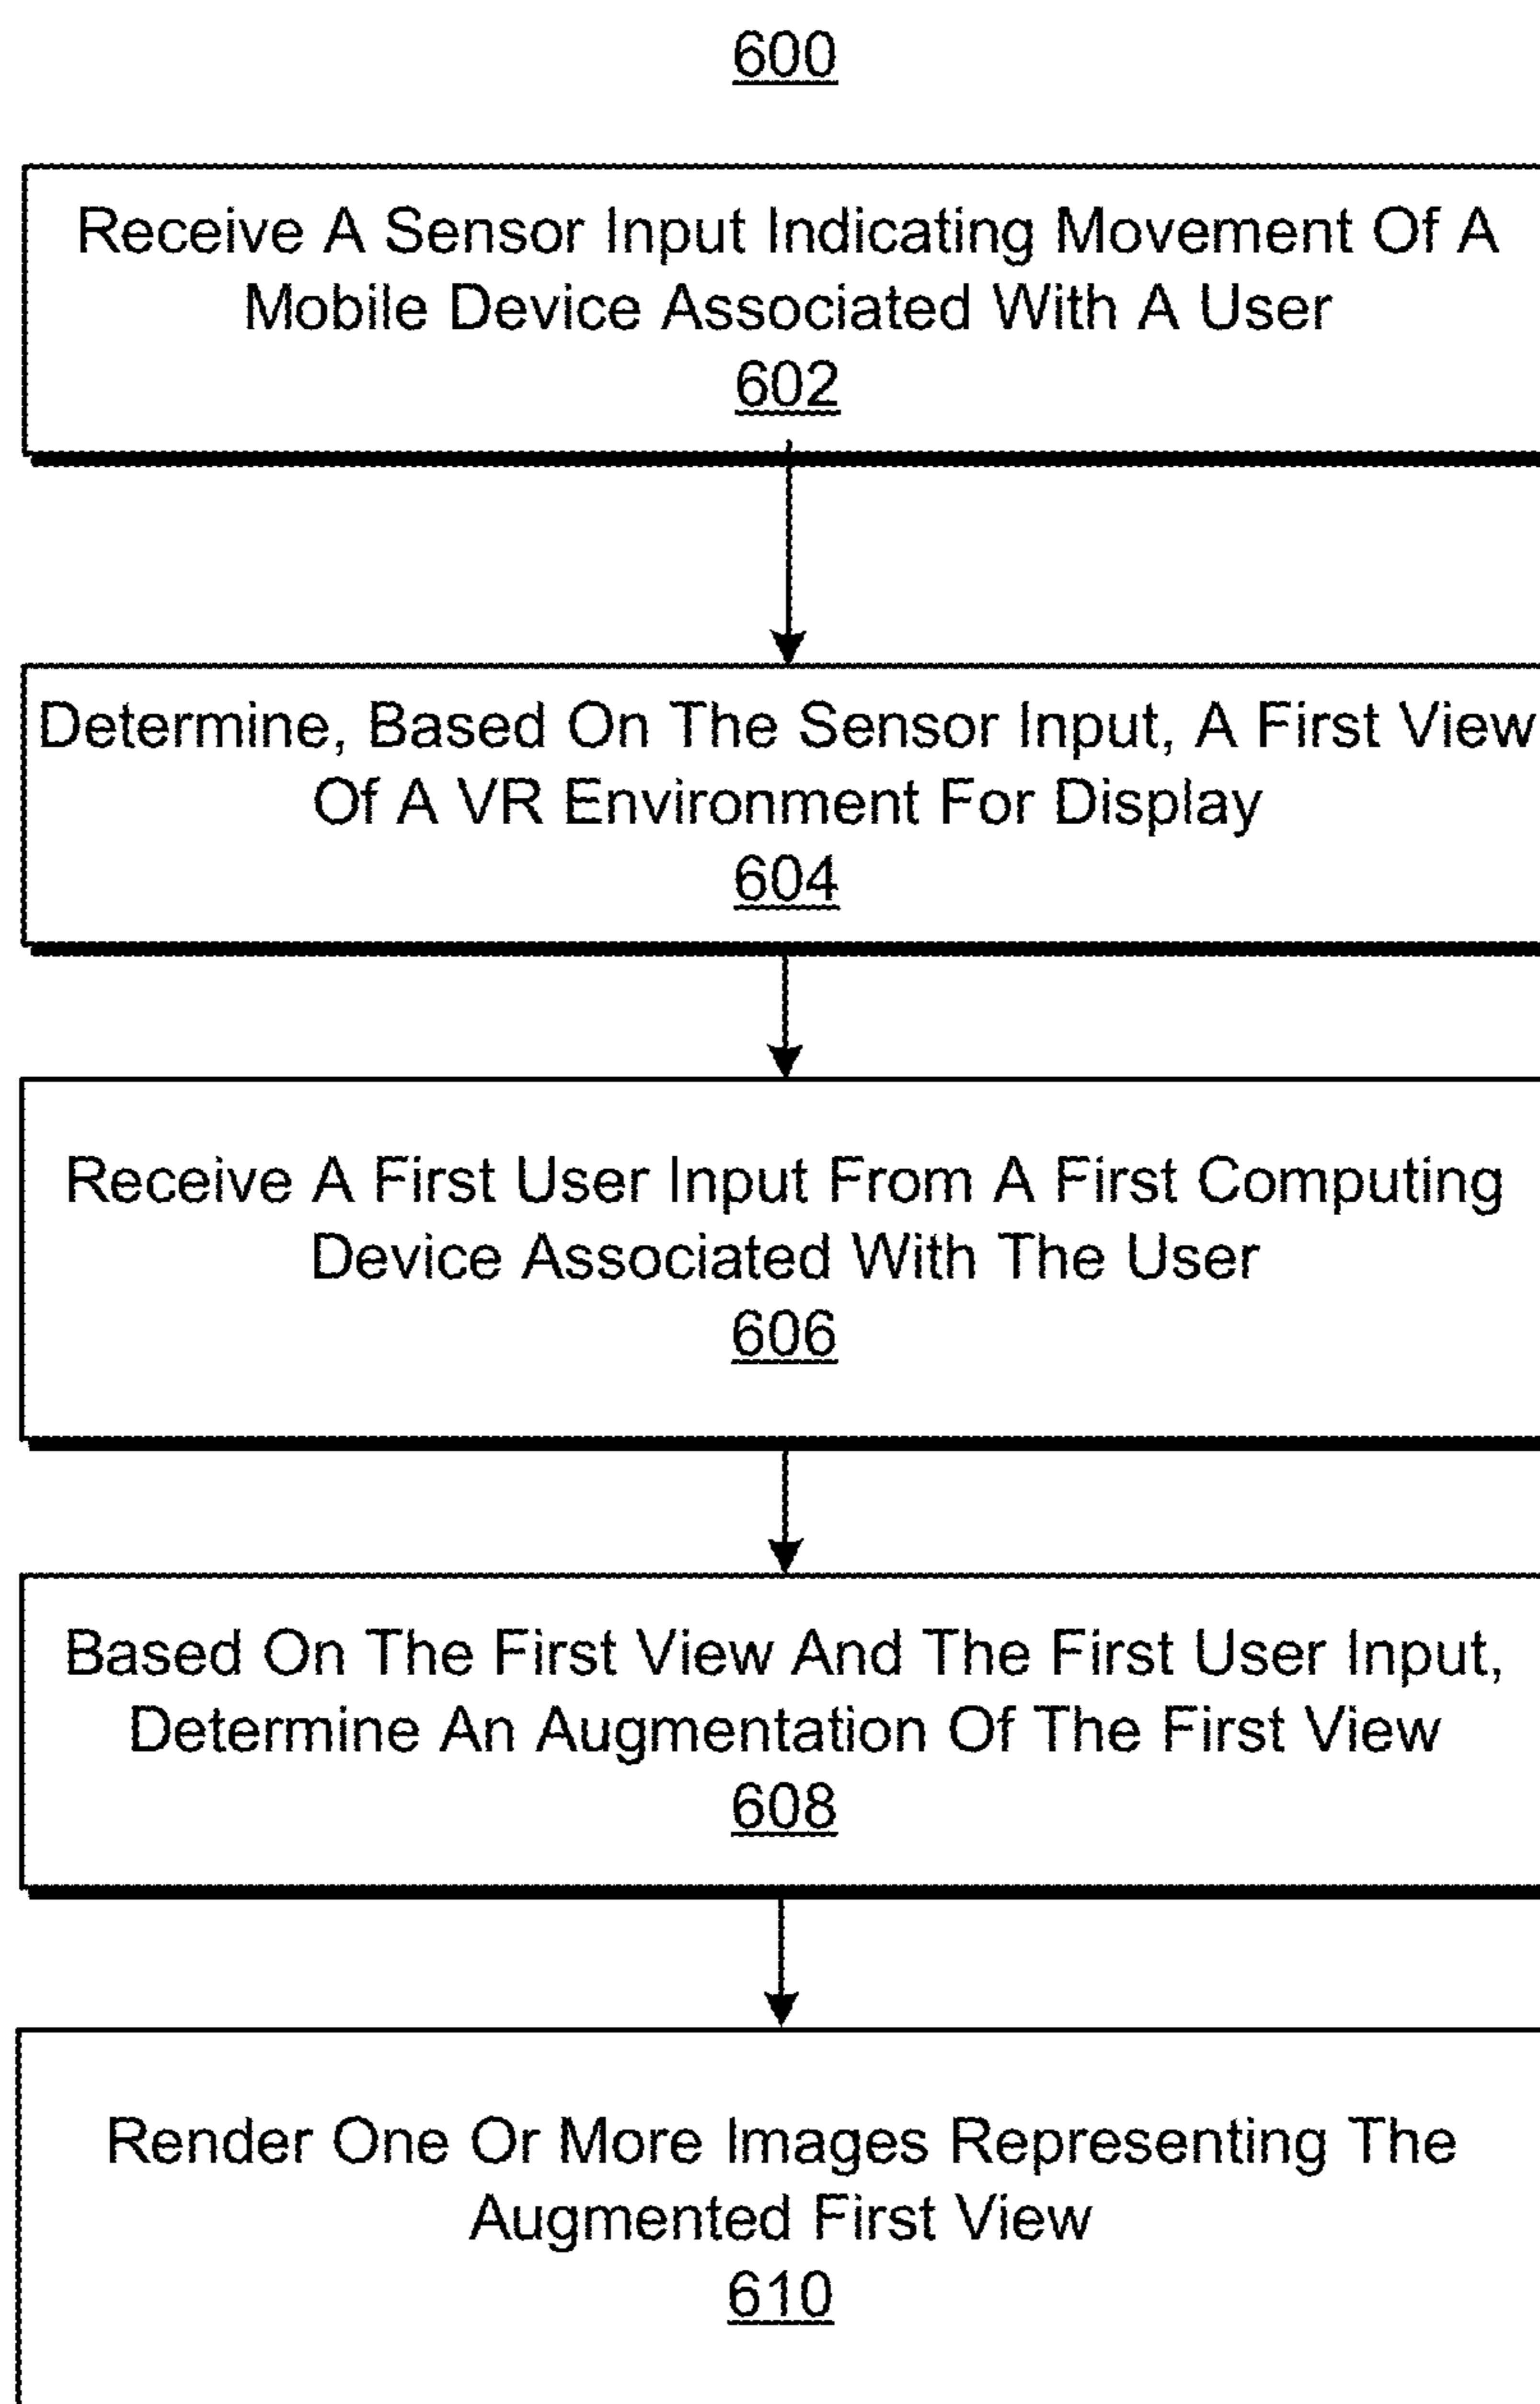 600
Receive A Sensor Input Indicating Movement Of A
Mobile Device Associated With A User
602
Determine, Based On The Sensor Input, A First View
Of A VR Environment For Display
604
Receive A First User Input From A First Computing
Device Associated With The User
606
Based On The First View And The First User Input,
Determine An Augmentation Of The First View
608
Render One Or More Images Representing The
Augmented First View
610